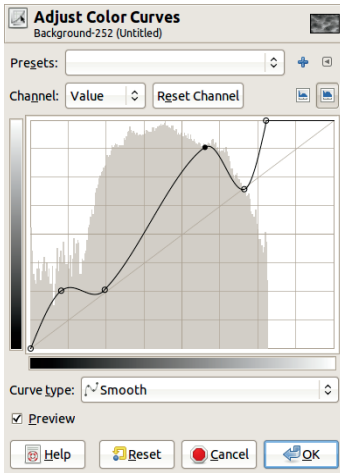 Adjust Color Curves
Background-252 (Untitled)
Presets:
Channel: Value Reset Channel
Curve type: Smooth
Preview
Help Reset Cancel OK